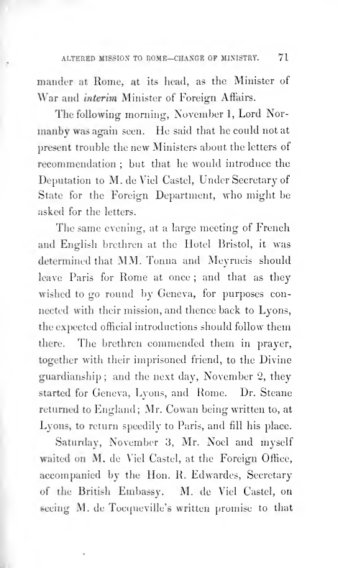 ALTERED MISSION TO ROME—CHANGE OF MINISTRY. 71
mander at Rome, at its head, as the Minister of
War and interim Minister of Foreign Affairs.
The following morning, November 1, Lord Nor-
manby was again seen. He said that he could not at
present trouble the new Ministers about the letters of
recommendation ; but that he would introduce the
Deputation to M. de Viel Castel, Under Secretary of
State for the Foreign Department, who might be
asked for the letters.
The same evening, at a large meeting of French
and English brethren at the Hotel Bristol, it was
determined that MM. Tonna and Meyrueis should
leave Paris for Rome at once ; and that as they
wished to go round by Geneva, for purposes con-
nected with their mission, and thence back to Lyons,
the expected official introductions should follow them
there. The brethren commended them in prayer,
together with their imprisoned friend, to the Divine
guardianship ; and the next day, November 2, they
started for Geneva, Lyons, and Rome. Dr. Steane
returned to England ; Mr. Cowan being written to, at
Lyons, to return speedily to Paris, and fill his place.
Saturday, November 3, Mr. Noel and myself
waited on M. de Viel Castel, at the Foreign Office,
accompanied by the Hon. R. Edwardes, Secretary
of the British Embassy. M. de Viel Castel, on
seeing M. de Tocqueville's written promise to that